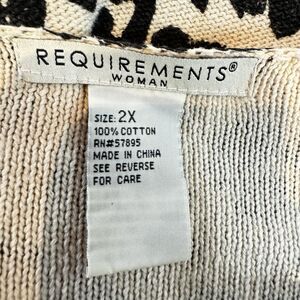 REQUIREMENTS®
WOMAN
SIZE: 2X
100% COTTON
RN#57895
MADE IN CHINA
SEE REVERSE
FOR CARE